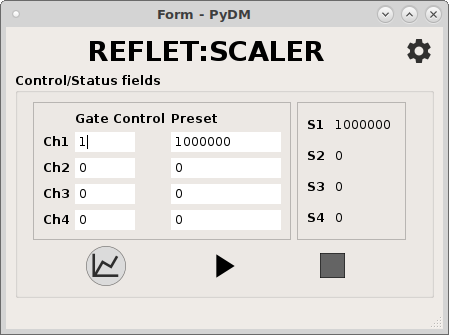 Form - PyDM
REFLET:SCALER
Control/Status fields
Gate Control Preset
Ch1 1 1000000
Ch2 0 0
Ch3 0 0
Ch4 0 0
S1 1000000
S2 0
S3 0
S4 0